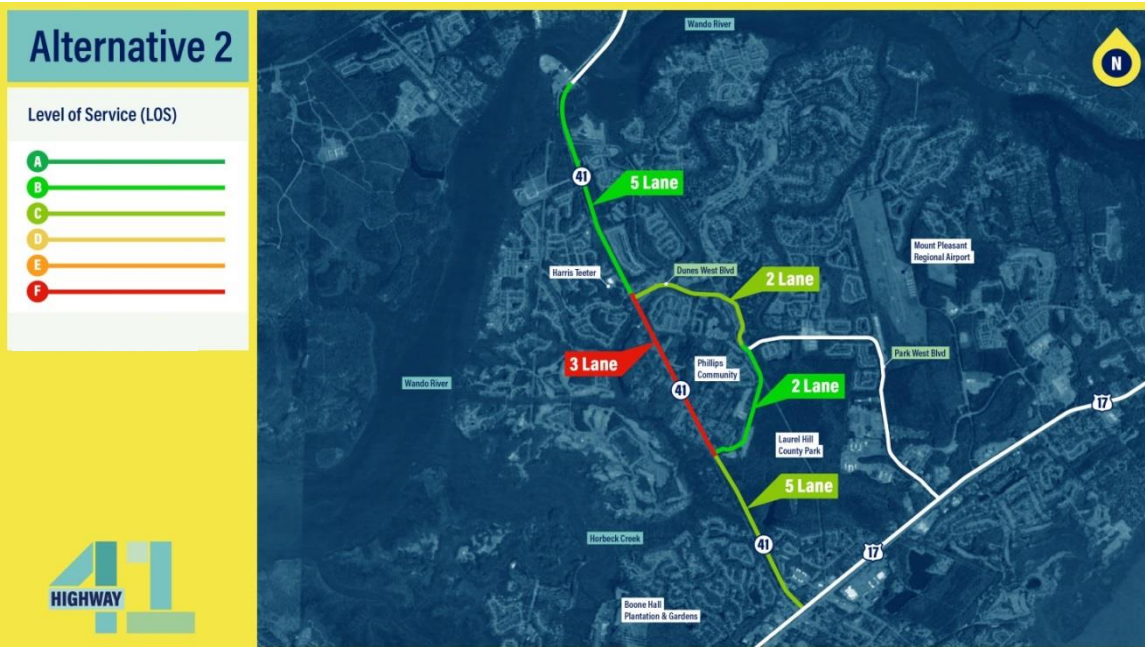 Alternative 2
Level of Service (LOS)
A
B
C
D
E
F
HIGHWAY
41
Wando River
N
41
5 Lane
Mount Pleasant
Regional Airport
Harris Teeter
Dunes West Blvd
2 Lane
3 Lane
Phillips
Community
Park West Blvd
Wando River
41
2 Lane
17
Laurel Hill
County Park
5 Lane
Horbeck Creek
41
17
Boone Hall
Plantation & Gardens